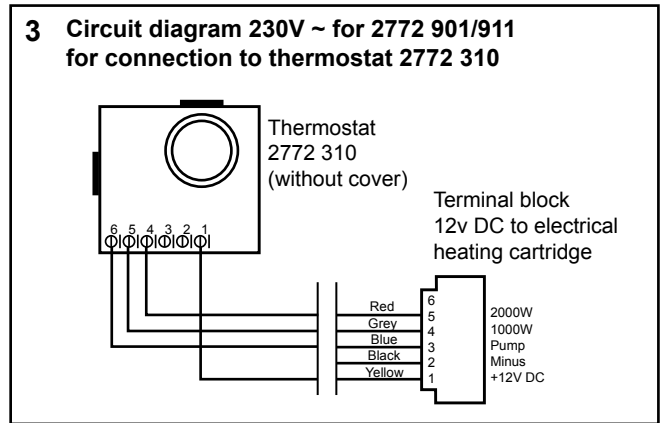 3 Circuit diagram 230V ~ for 2772 901/911
for connection to thermostat 2772 310
Thermostat
2772 310
(without cover)
Terminal block
12v DC to electrical
heating cartridge
6 5 4 3 2 1
6
Red 5 2000W
Grey 4 1000W
Blue 3 Pump
Black 2 Minus
Yellow 1 +12V DC